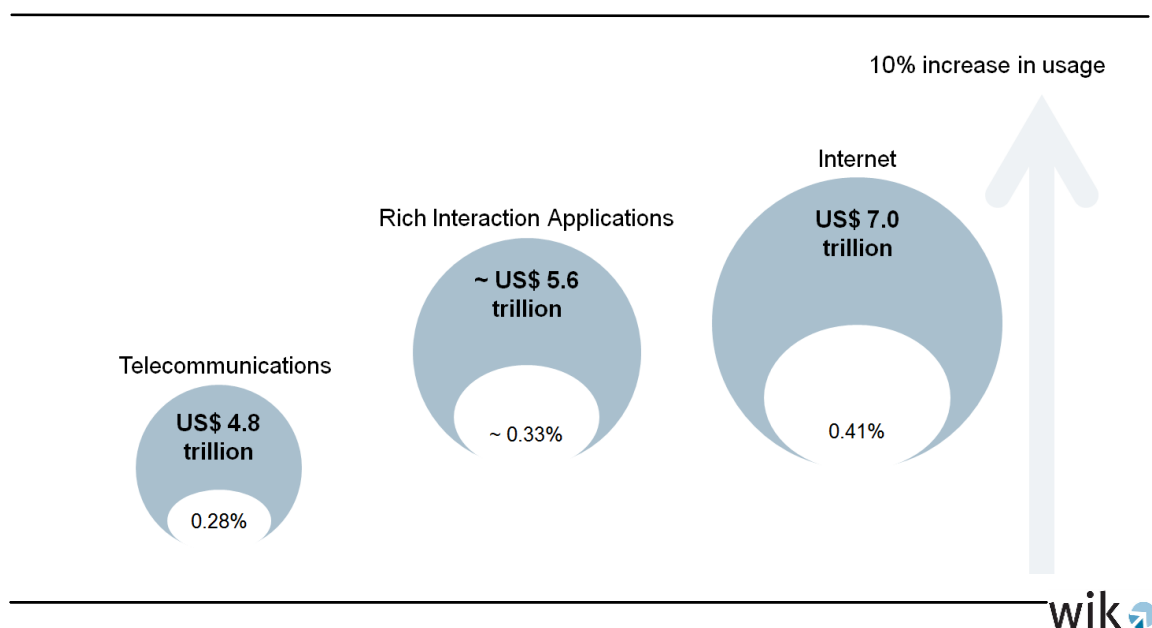 10% increase in usage
Internet
US$ 7.0
trillion
Rich Interaction Applications
~ US$ 5.6
trillion
Telecommunications
US$ 4.8
trillion
0.28%
~ 0.33%
0.41%
wik